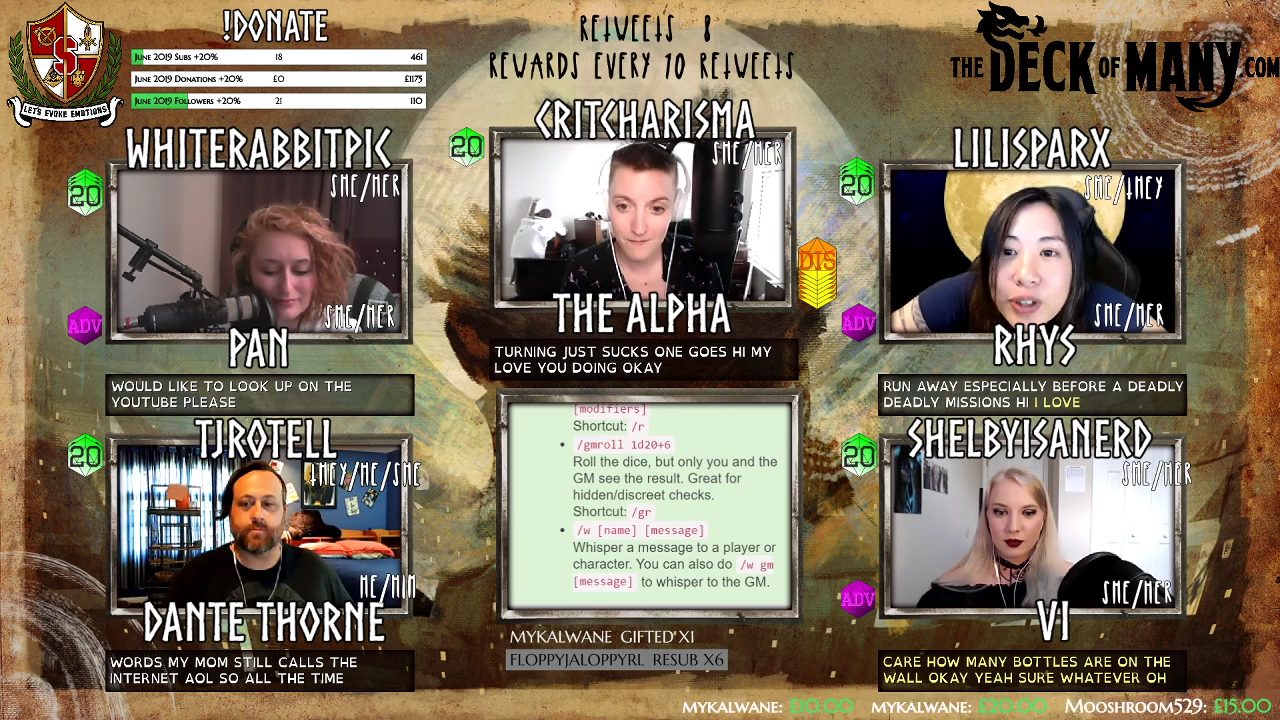 !DONATE
JUNE 2019 SUBS +20% 18 461
JUNE 2019 DONATIONS +20% £0 £1175
JUNE 2019 FOLLOWERS +20% 21 110
LET'S EVOKE EMOTIONS
RETWEETS 8
REWARDS EVERY 10 RETWEETS
THE DECK OF MANY.COM
WHITERABBITPIC
SHE/HER
20
SHE/HER
ADV
PAN
WOULD LIKE TO LOOK UP ON THE
YOUTUBE PLEASE
CRITCHARISMA
SHE/HER
20
DIS
THE ALPHA
TURNING JUST SUCKS ONE GOES HI MY
LOVE YOU DOING OKAY
LILISPARX
SHE/THEY
20
SHE/HER
ADV
RHYS
RUN AWAY ESPECIALLY BEFORE A DEADLY
DEADLY MISSIONS HI I LOVE
TJROTELL
THEY/HE/SHE
20
HE/HIM
DANTE THORNE
WORDS MY MOM STILL CALLS THE
INTERNET AOL SO ALL THE TIME
[modifiers]
Shortcut: /r
• /gmroll 1d20+6
Roll the dice, but only you and the
GM see the result. Great for
hidden/discreet checks.
Shortcut: /gr
• /w [name] [message]
Whisper a message to a player or
character. You can also do /w gm
[message] to whisper to the GM.
MYKALWANE GIFTED X1
FLOPPYJALOPPYRL RESUB X6
SHELBYISANERD
SHE/HER
20
SHE/HER
ADV
VI
CARE HOW MANY BOTTLES ARE ON THE
WALL OKAY YEAH SURE WHATEVER OH
MYKALWANE: £10.00 MYKALWANE: £20.00 MOOSHROOM529: £15.00